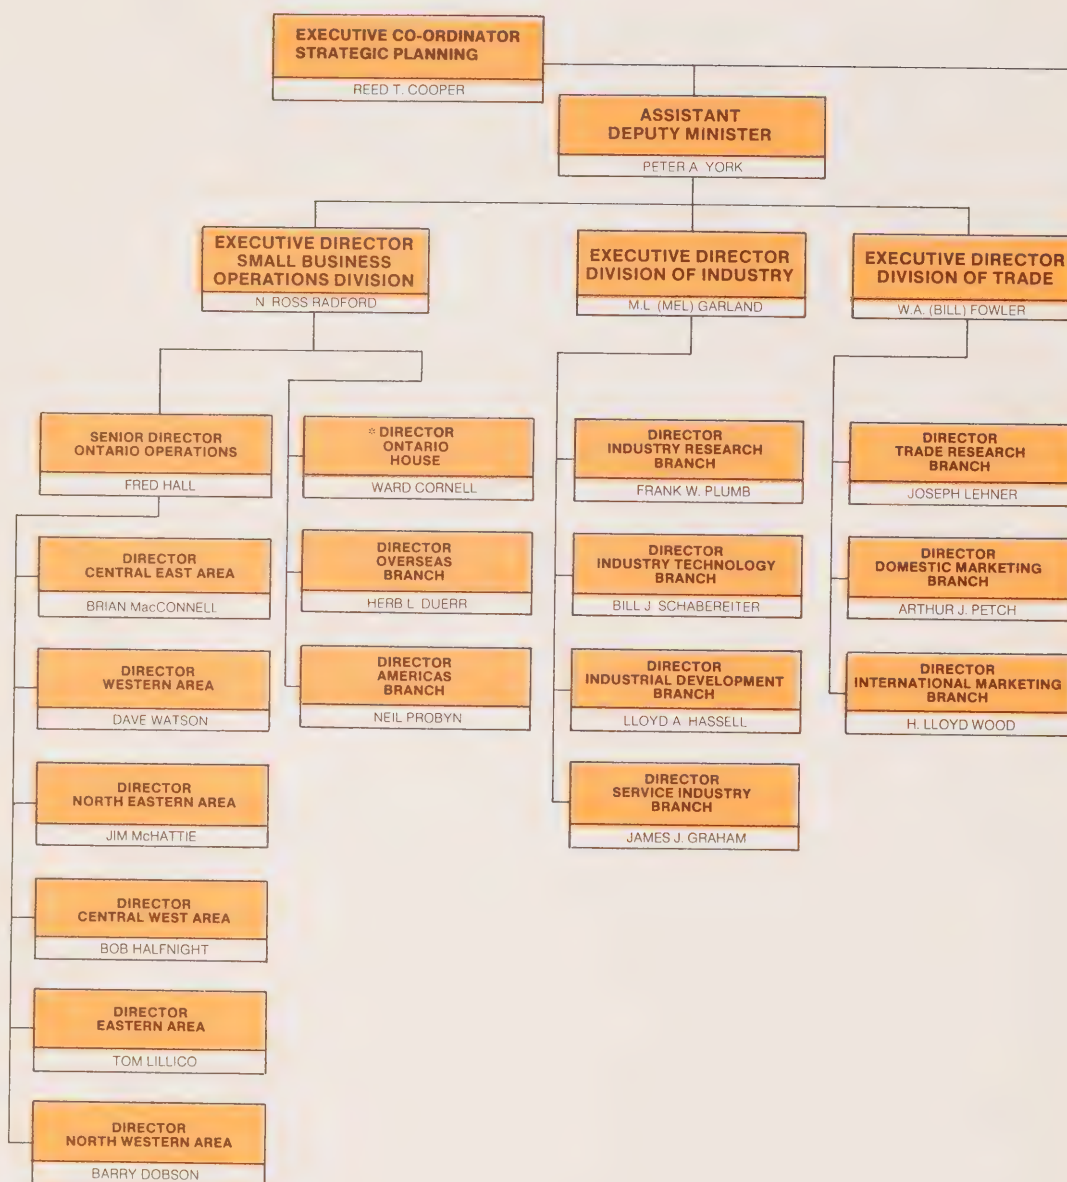 EXECUTIVE CO-ORDINATOR
STRATEGIC PLANNING
REED T. COOPER
ASSISTANT
DEPUTY MINISTER
PETER A. YORK
EXECUTIVE DIRECTOR
SMALL BUSINESS
OPERATIONS DIVISION
N. ROSS RADFORD
EXECUTIVE DIRECTOR
DIVISION OF INDUSTRY
M.L. (MEL) GARLAND
EXECUTIVE DIRECTOR
DIVISION OF TRADE
W.A. (BILL) FOWLER
SENIOR DIRECTOR
ONTARIO OPERATIONS
FRED HALL
DIRECTOR
CENTRAL EAST AREA
BRIAN MacCONNELL
DIRECTOR
WESTERN AREA
DAVE WATSON
DIRECTOR
NORTH EASTERN AREA
JIM McHATTIE
DIRECTOR
CENTRAL WEST AREA
BOB HALFNIGHT
DIRECTOR
EASTERN AREA
TOM LILLICO
DIRECTOR
NORTH WESTERN AREA
BARRY DOBSON
* DIRECTOR
ONTARIO
HOUSE
WARD CORNELL
DIRECTOR
OVERSEAS
BRANCH
HERB L. DUERR
DIRECTOR
AMERICAS
BRANCH
NEIL PROBYN
DIRECTOR
INDUSTRY RESEARCH
BRANCH
FRANK W. PLUMB
DIRECTOR
INDUSTRY TECHNOLOGY
BRANCH
BILL J. SCHABEREITER
DIRECTOR
INDUSTRIAL DEVELOPMENT
BRANCH
LLOYD A. HASSELL
DIRECTOR
SERVICE INDUSTRY
BRANCH
JAMES J. GRAHAM
DIRECTOR
TRADE RESEARCH
BRANCH
JOSEPH LEHNER
DIRECTOR
DOMESTIC MARKETING
BRANCH
ARTHUR J. PETCH
DIRECTOR
INTERNATIONAL MARKETING
BRANCH
H. LLOYD WOOD